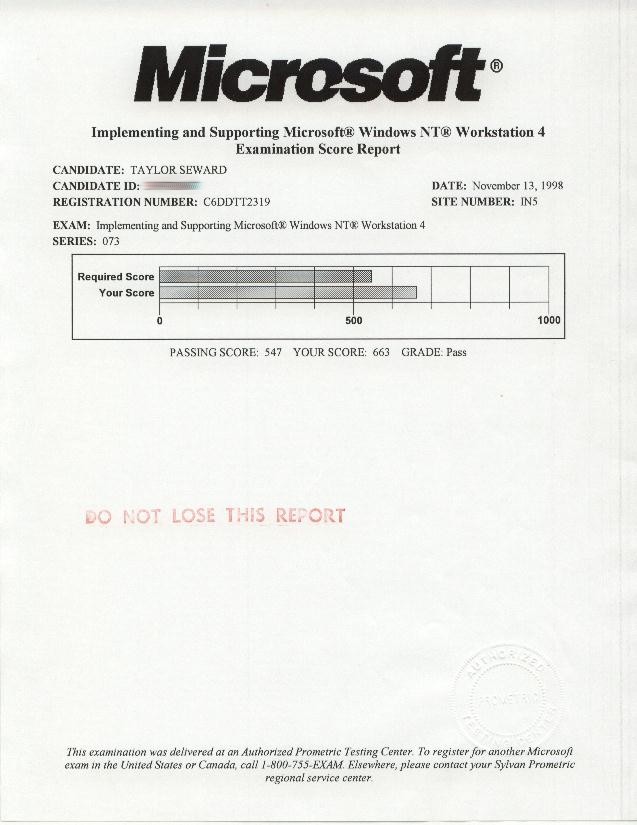 Microsoft®
Implementing and Supporting Microsoft® Windows NT® Workstation 4
Examination Score Report
CANDIDATE: TAYLOR SEWARD
CANDIDATE ID:
DATE: November 13, 1998
REGISTRATION NUMBER: C6DDTT2319
SITE NUMBER: IN5
EXAM: Implementing and Supporting Microsoft® Windows NT® Workstation 4
SERIES: 073
Required Score
Your Score
0 500 1000
PASSING SCORE: 547 YOUR SCORE: 663 GRADE: Pass
DO NOT LOSE THIS REPORT
AUTHORIZED
PROMETRIC
This examination was delivered at an Authorized Prometric Testing Center. To register for another Microsoft
exam in the United States or Canada, call 1-800-755-EXAM. Elsewhere, please contact your Sylvan Prometric
regional service center.